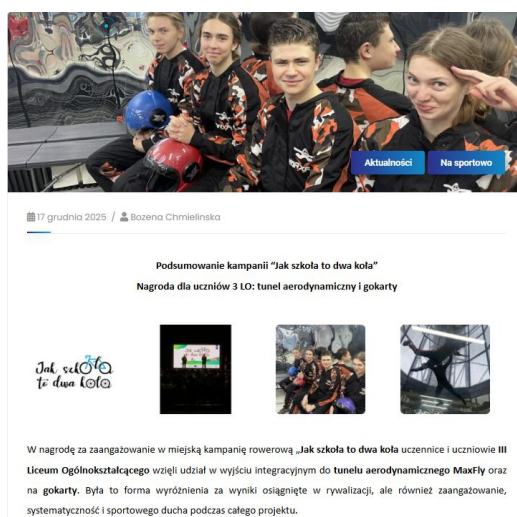 Aktualności
Na sportowo
17 grudnia 2025 / Bozena Chmielinska
Podsumowanie kampanii “Jak szkoła to dwa koła”
Nagroda dla uczniów 3 LO: tunel aerodynamiczny i gokarty
Jak szkoła
to dwa koła
W nagrodę za zaangażowanie w miejską kampanię rowerową „Jak szkoła to dwa koła uczennice i uczniowie III
Liceum Ogólnokształcącego wzięli udział w wyjściu integracyjnym do tunelu aerodynamicznego MaxFly oraz
na gokarty. Była to forma wyróżnienia za wyniki osiągnięte w rywalizacji, ale również zaangażowanie,
systematyczność i sportowego ducha podczas całego projektu.